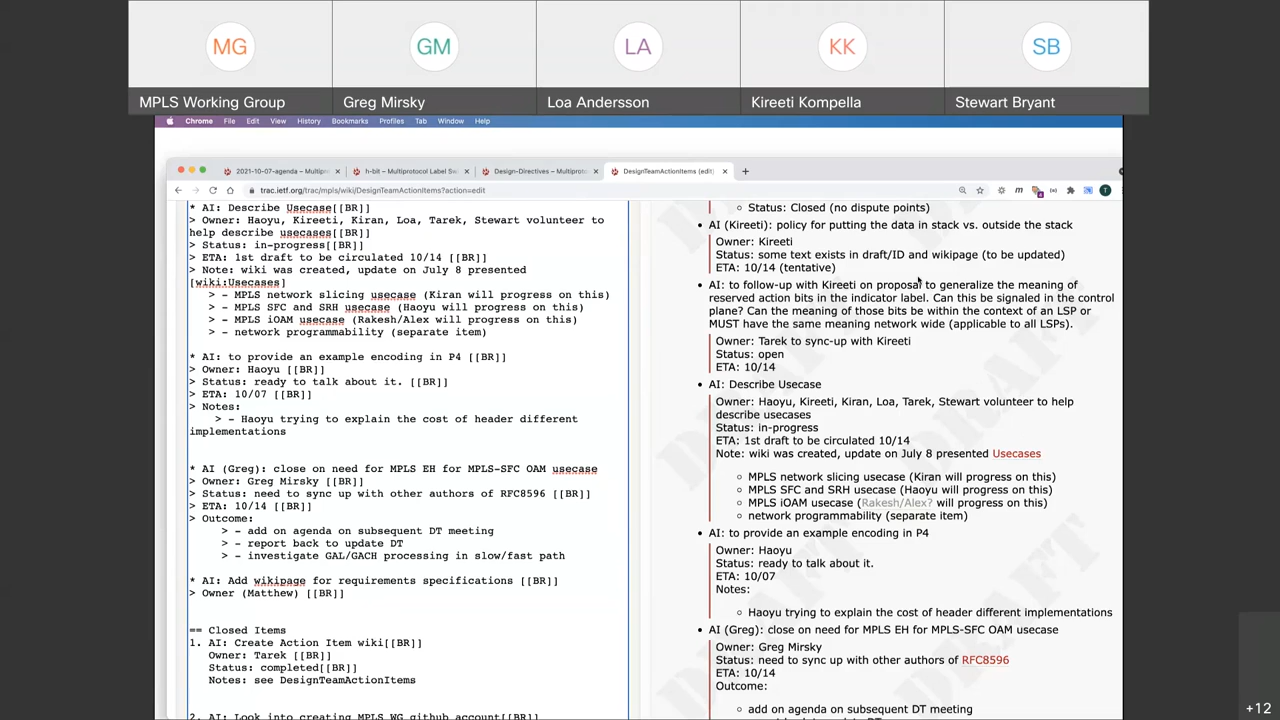 MG
GM
LA
KK
SB
MPLS Working Group
Greg Mirsky
Loa Andersson
Kireeti Kompella
Stewart Bryant
Chrome File Edit View History Bookmarks Profiles Tab Window Help
2021-10-07-agenda – Multipr
h-bit – Multiprotocol Label Sw
Design-Directives – Multiproto
DesignTeamActionItems (edit)
trac.ietf.org/trac/mpls/wiki/DesignTeamActionItems?action=edit
* AI: Describe Usecase[[BR]]
> Owner: Haoyu, Kireeti, Kiran, Loa, Tarek, Stewart volunteer to
help describe usecases[[BR]]
> Status: in-progress[[BR]]
> ETA: 1st draft to be circulated 10/14 [[BR]]
> Note: wiki was created, update on July 8 presented
[wiki:Usecases]
> - MPLS network slicing usecase (Kiran will progress on this)
> - MPLS SFC and SRH usecase (Haoyu will progress on this)
> - MPLS iOAM usecase (Rakesh/Alex will progress on this)
> - network programmability (separate item)
* AI: to provide an example encoding in P4 [[BR]]
> Owner: Haoyu [[BR]]
> Status: ready to talk about it. [[BR]]
> ETA: 10/07 [[BR]]
> Notes:
> - Haoyu trying to explain the cost of header different
implementations
* AI (Greg): close on need for MPLS EH for MPLS-SFC OAM usecase
> Owner: Greg Mirsky [[BR]]
> Status: need to sync up with other authors of RFC8596 [[BR]]
> ETA: 10/14 [[BR]]
> Outcome:
> - add on agenda on subsequent DT meeting
> - report back to update DT
> - investigate GAL/GACH processing in slow/fast path
* AI: Add wikipage for requirements specifications [[BR]]
> Owner (Matthew) [[BR]]
== Closed Items
1. AI: Create Action Item wiki[[BR]]
Owner: Tarek [[BR]]
Status: completed[[BR]]
Notes: see DesignTeamActionItems
2. AI: Look into creating MPLS WG github account[[BR]]
Status: Closed (no dispute points)
AI (Kireeti): policy for putting the data in stack vs. outside the stack
Owner: Kireeti
Status: some text exists in draft/ID and wikipage (to be updated)
ETA: 10/14 (tentative)
AI: to follow-up with Kireeti on proposal to generalize the meaning of
reserved action bits in the indicator label. Can this be signaled in the control
plane? Can the meaning of those bits be within the context of an LSP or
MUST have the same meaning network wide (applicable to all LSPs).
Owner: Tarek to sync-up with Kireeti
Status: open
ETA: 10/14
AI: Describe Usecase
Owner: Haoyu, Kireeti, Kiran, Loa, Tarek, Stewart volunteer to help
describe usecases
Status: in-progress
ETA: 1st draft to be circulated 10/14
Note: wiki was created, update on July 8 presented Usecases
MPLS network slicing usecase (Kiran will progress on this)
MPLS SFC and SRH usecase (Haoyu will progress on this)
MPLS iOAM usecase (Rakesh/Alex? will progress on this)
network programmability (separate item)
AI: to provide an example encoding in P4
Owner: Haoyu
Status: ready to talk about it.
ETA: 10/07
Notes:
Haoyu trying to explain the cost of header different implementations
AI (Greg): close on need for MPLS EH for MPLS-SFC OAM usecase
Owner: Greg Mirsky
Status: need to sync up with other authors of RFC8596
ETA: 10/14
Outcome:
add on agenda on subsequent DT meeting
DRAFT
+12